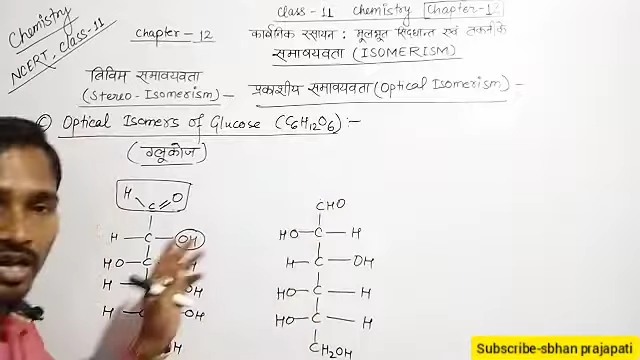 Chemistry
NCERT, class-11
Class-11 Chemistry Chapter-12
Chapter-12
कार्बनिक रसायन : मूलभूत सिद्धान्त एवं तकनीके
समावयवता (ISOMERISM)
त्रिविम समावयवता
(Stereo-Isomerism)
प्रकाशीय समावयवता (Optical Isomerism) -
C Optical Isomers of Glucose (C6H12O6) :-
(ग्लूकोज)
H O
C
H - C - OH
HO - C
H
H OH
CHO
HO - C - H
H - C - OH
HO - C - H
HO - C - H
CH2OH
Subscribe-sbhan prajapati